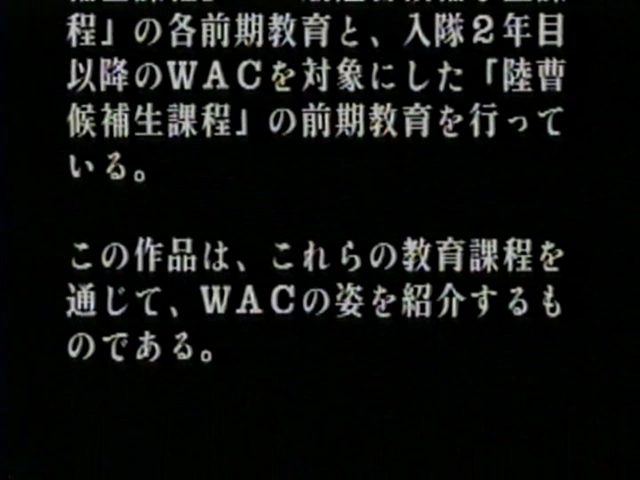 程』の各前期教育と、入隊２年目
以降のＷＡＣを対象にした「陸曹
候補生課程」の前期教育を行って
いる。
この作品は、これらの教育課程を
通じて、ＷＡＣの姿を紹介するも
のである。